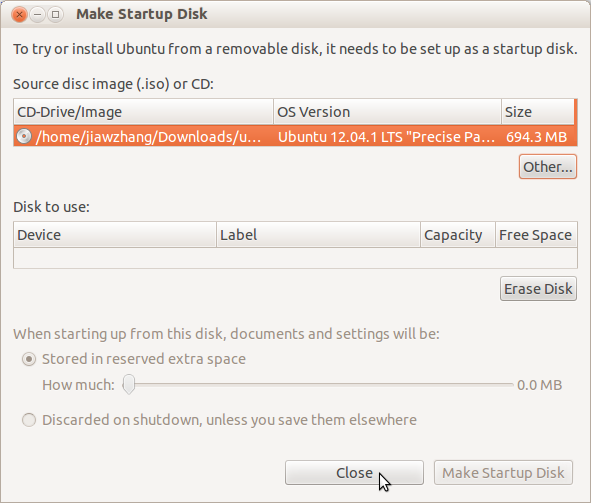 Make Startup Disk
To try or install Ubuntu from a removable disk, it needs to be set up as a startup disk.
Source disc image (.iso) or CD:
CD-Drive/Image OS Version Size
/home/jiawzhang/Downloads/u... Ubuntu 12.04.1 LTS "Precise Pa... 694.3 MB
Other...
Disk to use:
Device Label Capacity Free Space
Erase Disk
When starting up from this disk, documents and settings will be:
Stored in reserved extra space
How much: 0.0 MB
Discarded on shutdown, unless you save them elsewhere
Close Make Startup Disk